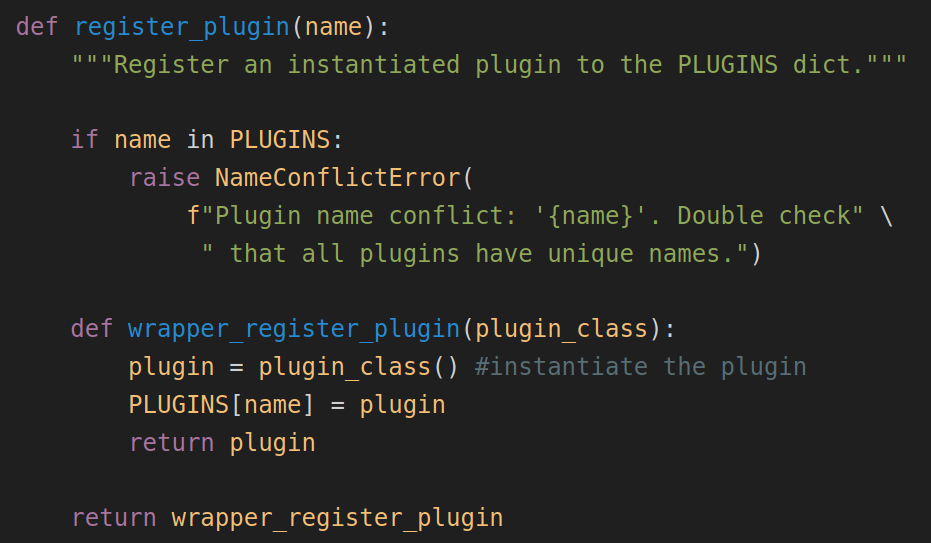 def register_plugin(name):
    """Register an instantiated plugin to the PLUGINS dict."""

    if name in PLUGINS:
        raise NameConflictError(
            f"Plugin name conflict: '{name}'. Double check" \
             " that all plugins have unique names.")

    def wrapper_register_plugin(plugin_class):
        plugin = plugin_class() #instantiate the plugin
        PLUGINS[name] = plugin
        return plugin

    return wrapper_register_plugin